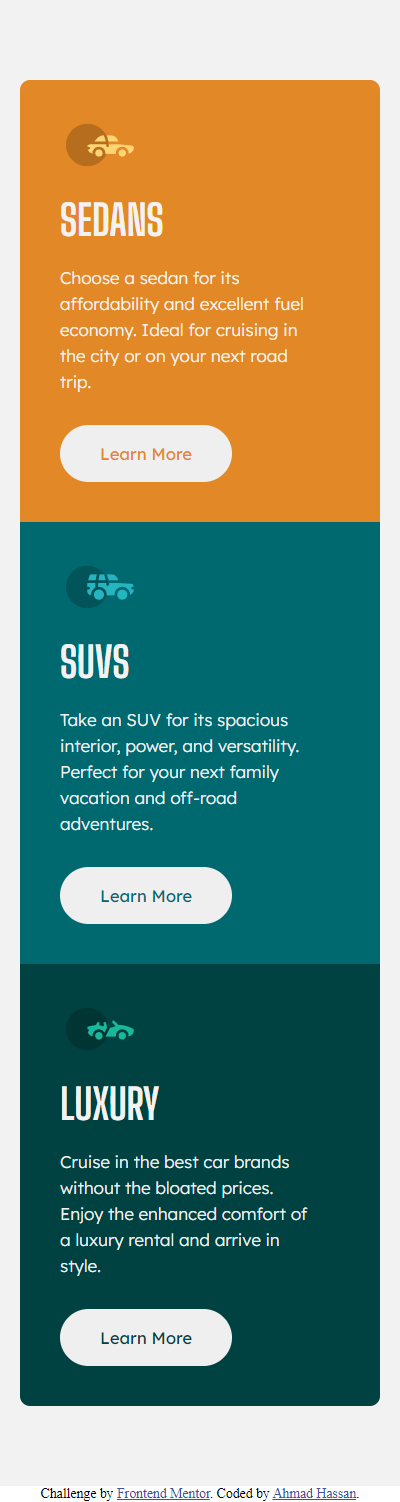 SEDANS
Choose a sedan for its
affordability and excellent fuel
economy. Ideal for cruising in
the city or on your next road
trip.
Learn More
SUVS
Take an SUV for its spacious
interior, power, and versatility.
Perfect for your next family
vacation and off-road
adventures.
Learn More
LUXURY
Cruise in the best car brands
without the bloated prices.
Enjoy the enhanced comfort of
a luxury rental and arrive in
style.
Learn More
Challenge by Frontend Mentor. Coded by Ahmad Hassan.